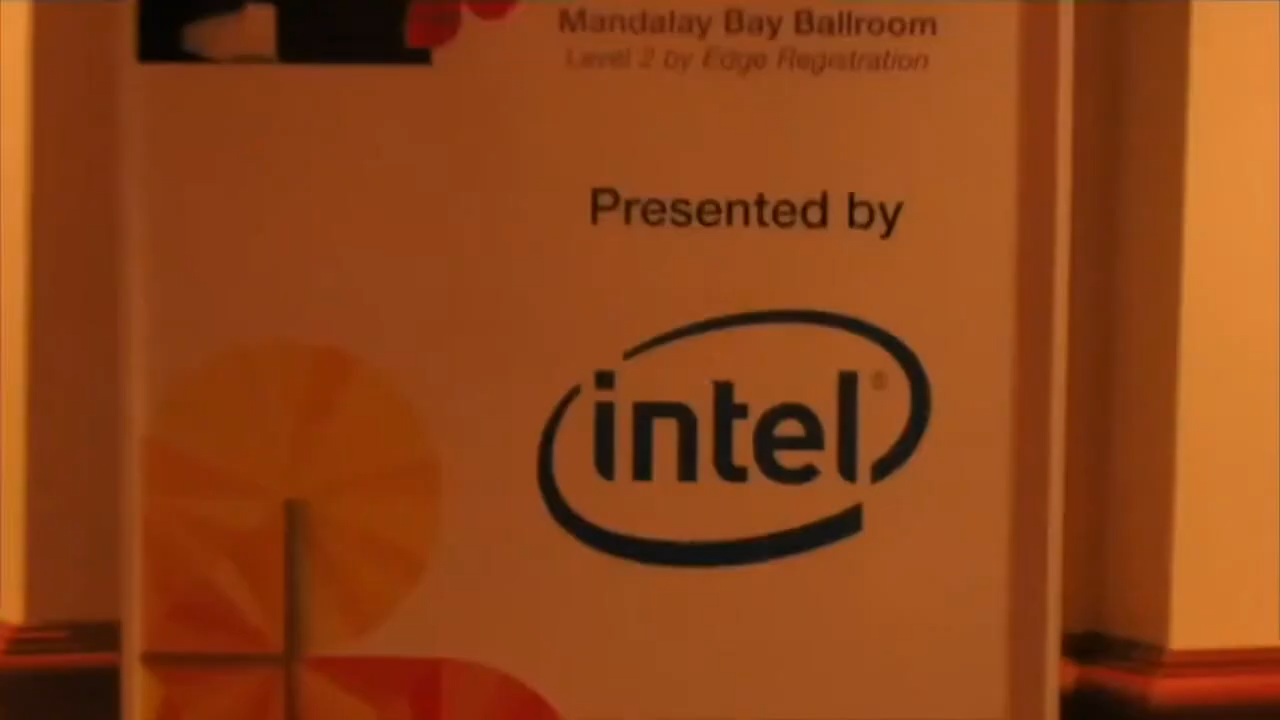 Mandalay Bay Ballroom
Level 2 by Edge Registration
Presented by
intel®